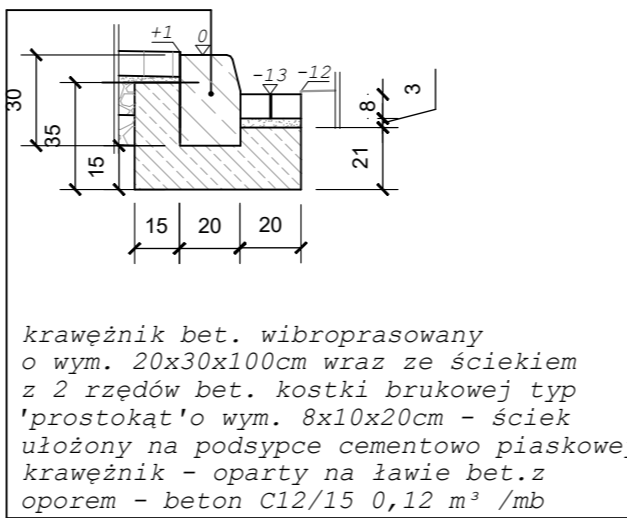 +1
0
-13
-12
30
35
15
8
3
21
15
20
20
krawężnik bet. wibroprasowany
o wym. 20x30x100cm wraz ze ściekiem
z 2 rzędów bet. kostki brukowej typ
'prostokąt'o wym. 8x10x20cm - ściek
ułożony na podsypce cementowo piaskowej
krawężnik - oparty na ławie bet.z
oporem - beton C12/15 0,12 m³ /mb